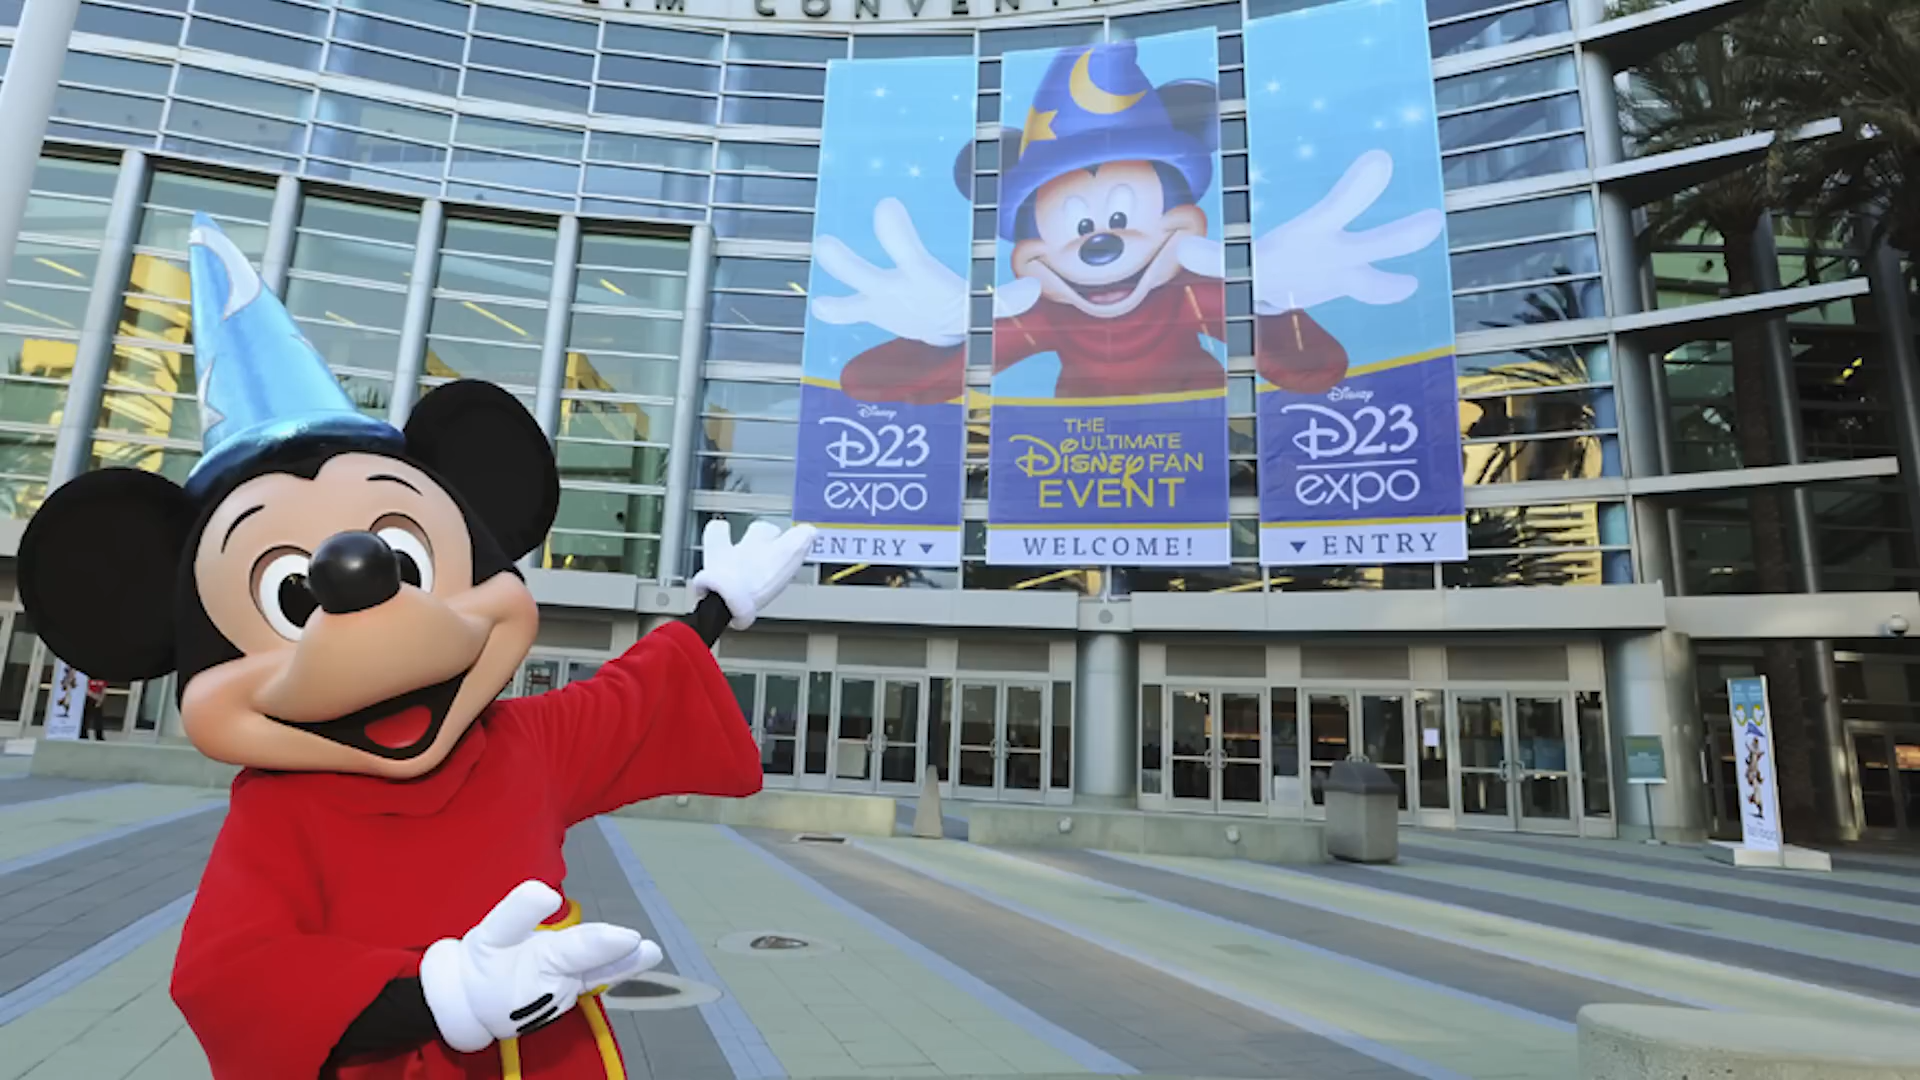 CONVENT
Disney
D23
expo
ENTRY
THE
ULTIMATE
DISNEY FAN
EVENT
WELCOME!
Disney
D23
expo
ENTRY